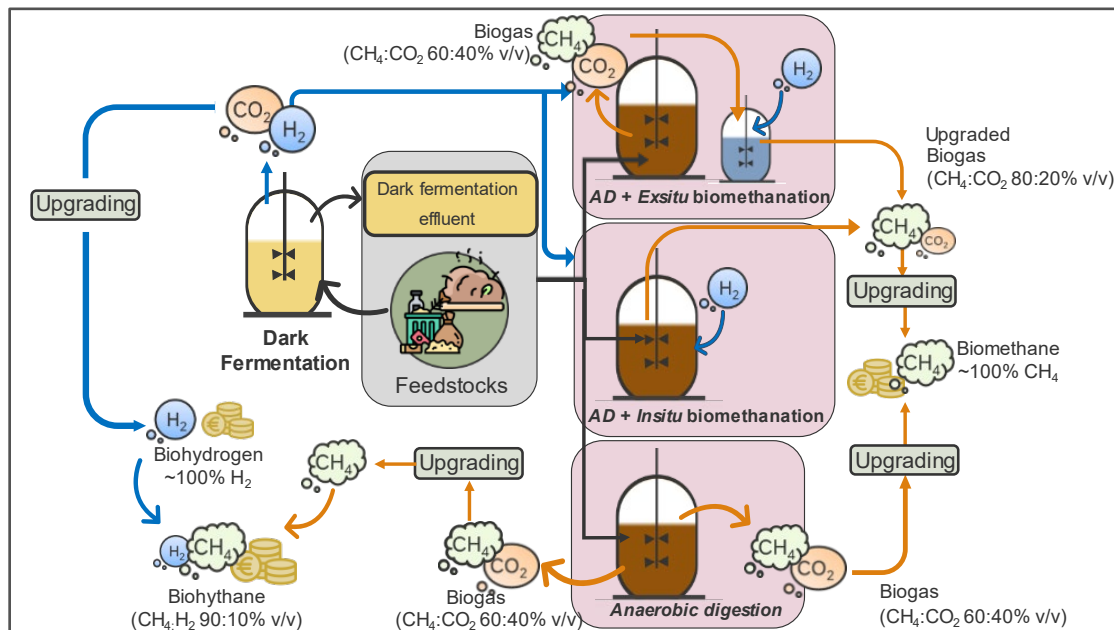 Biogas
(CH₄:CO₂ 60:40% v/v)
CH₄
CO₂
H₂
CO₂
H₂
Upgrading
Dark fermentation
effluent
AD + Exsitu biomethanation
Upgraded
Biogas
(CH₄:CO₂ 80:20% v/v)
CH₄
CO₂
Upgrading
Dark
Fermentation
Feedstocks
H₂
AD + Insitu biomethanation
CH₄
Biomethane
~100% CH₄
H₂
Biohydrogen
~100% H₂
CH₄
Upgrading
Upgrading
H₂
CH₄
Biohythane
(CH₄:H₂ 90:10% v/v)
CH₄
CO₂
Biogas
(CH₄:CO₂ 60:40% v/v)
Anaerobic digestion
CH₄
CO₂
Biogas
(CH₄:CO₂ 60:40% v/v)